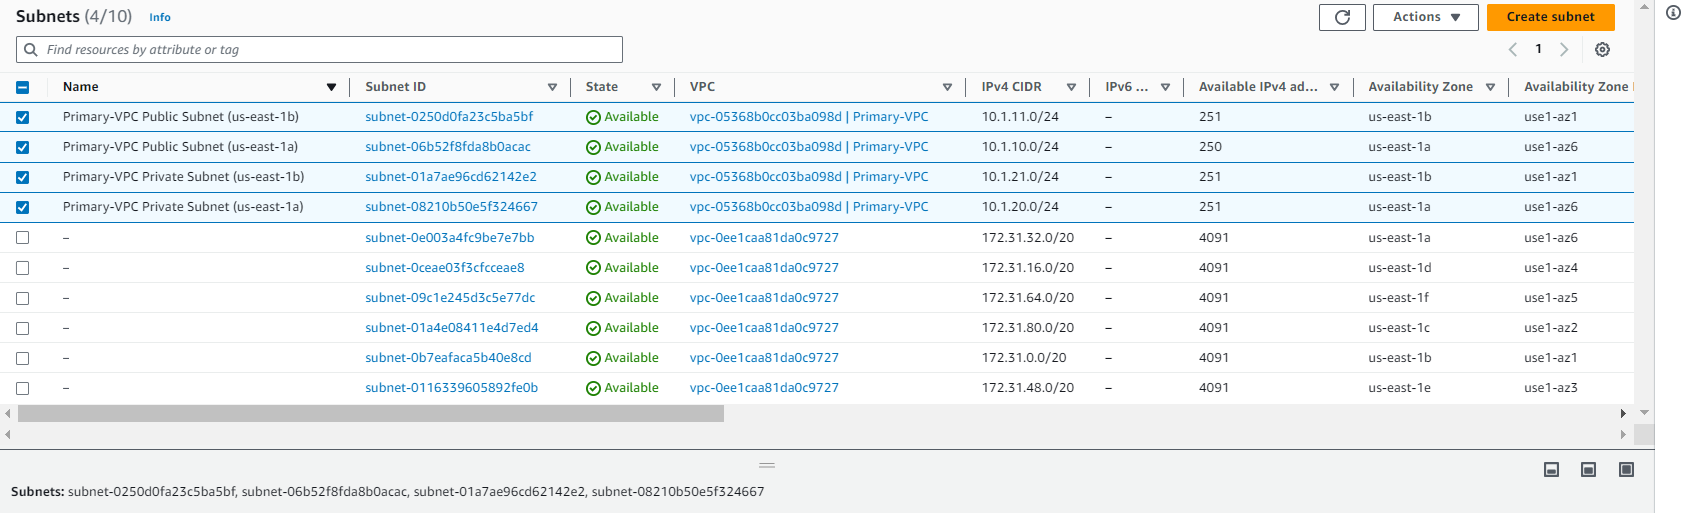 Subnets (4/10) Info Actions Create subnet
Find resources by attribute or tag 1
Name Subnet ID State VPC IPv4 CIDR IPv6 ... Available IPv4 ad... Availability Zone Availability Zone
Primary-VPC Public Subnet (us-east-1b) subnet-0250d0fa23c5ba5bf Available vpc-05368b0cc03ba098d | Primary-VPC 10.1.11.0/24 – 251 us-east-1b use1-az1
Primary-VPC Public Subnet (us-east-1a) subnet-06b52f8fda8b0acac Available vpc-05368b0cc03ba098d | Primary-VPC 10.1.10.0/24 – 250 us-east-1a use1-az6
Primary-VPC Private Subnet (us-east-1b) subnet-01a7ae96cd62142e2 Available vpc-05368b0cc03ba098d | Primary-VPC 10.1.21.0/24 – 251 us-east-1b use1-az1
Primary-VPC Private Subnet (us-east-1a) subnet-08210b50e5f324667 Available vpc-05368b0cc03ba098d | Primary-VPC 10.1.20.0/24 – 251 us-east-1a use1-az6
– subnet-0e003a4fc9be7e7bb Available vpc-0ee1caa81da0c9727 172.31.32.0/20 – 4091 us-east-1a use1-az6
– subnet-0ceae03f3cfcceae8 Available vpc-0ee1caa81da0c9727 172.31.16.0/20 – 4091 us-east-1d use1-az4
– subnet-09c1e245d3c5e77dc Available vpc-0ee1caa81da0c9727 172.31.64.0/20 – 4091 us-east-1f use1-az5
– subnet-01a4e08411e4d7ed4 Available vpc-0ee1caa81da0c9727 172.31.80.0/20 – 4091 us-east-1c use1-az2
– subnet-0b7eafaca5b40e8cd Available vpc-0ee1caa81da0c9727 172.31.0.0/20 – 4091 us-east-1b use1-az1
– subnet-0116339605892fe0b Available vpc-0ee1caa81da0c9727 172.31.48.0/20 – 4091 us-east-1e use1-az3
Subnets: subnet-0250d0fa23c5ba5bf, subnet-06b52f8fda8b0acac, subnet-01a7ae96cd62142e2, subnet-08210b50e5f324667